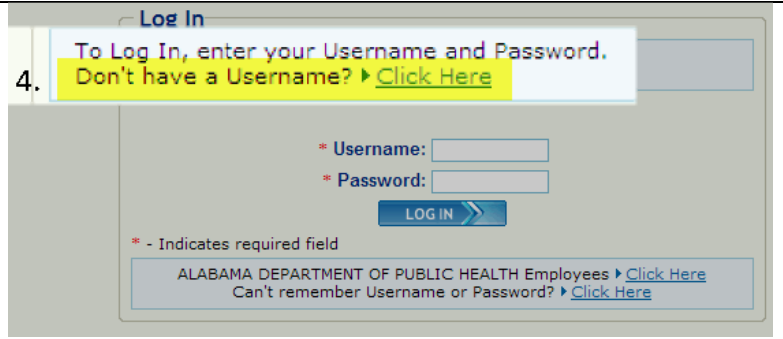 Log In
To Log In, enter your Username and Password.
4. Don't have a Username? Click Here
* Username:
* Password:
LOG IN
* - Indicates required field
ALABAMA DEPARTMENT OF PUBLIC HEALTH Employees Click Here
Can't remember Username or Password? Click Here